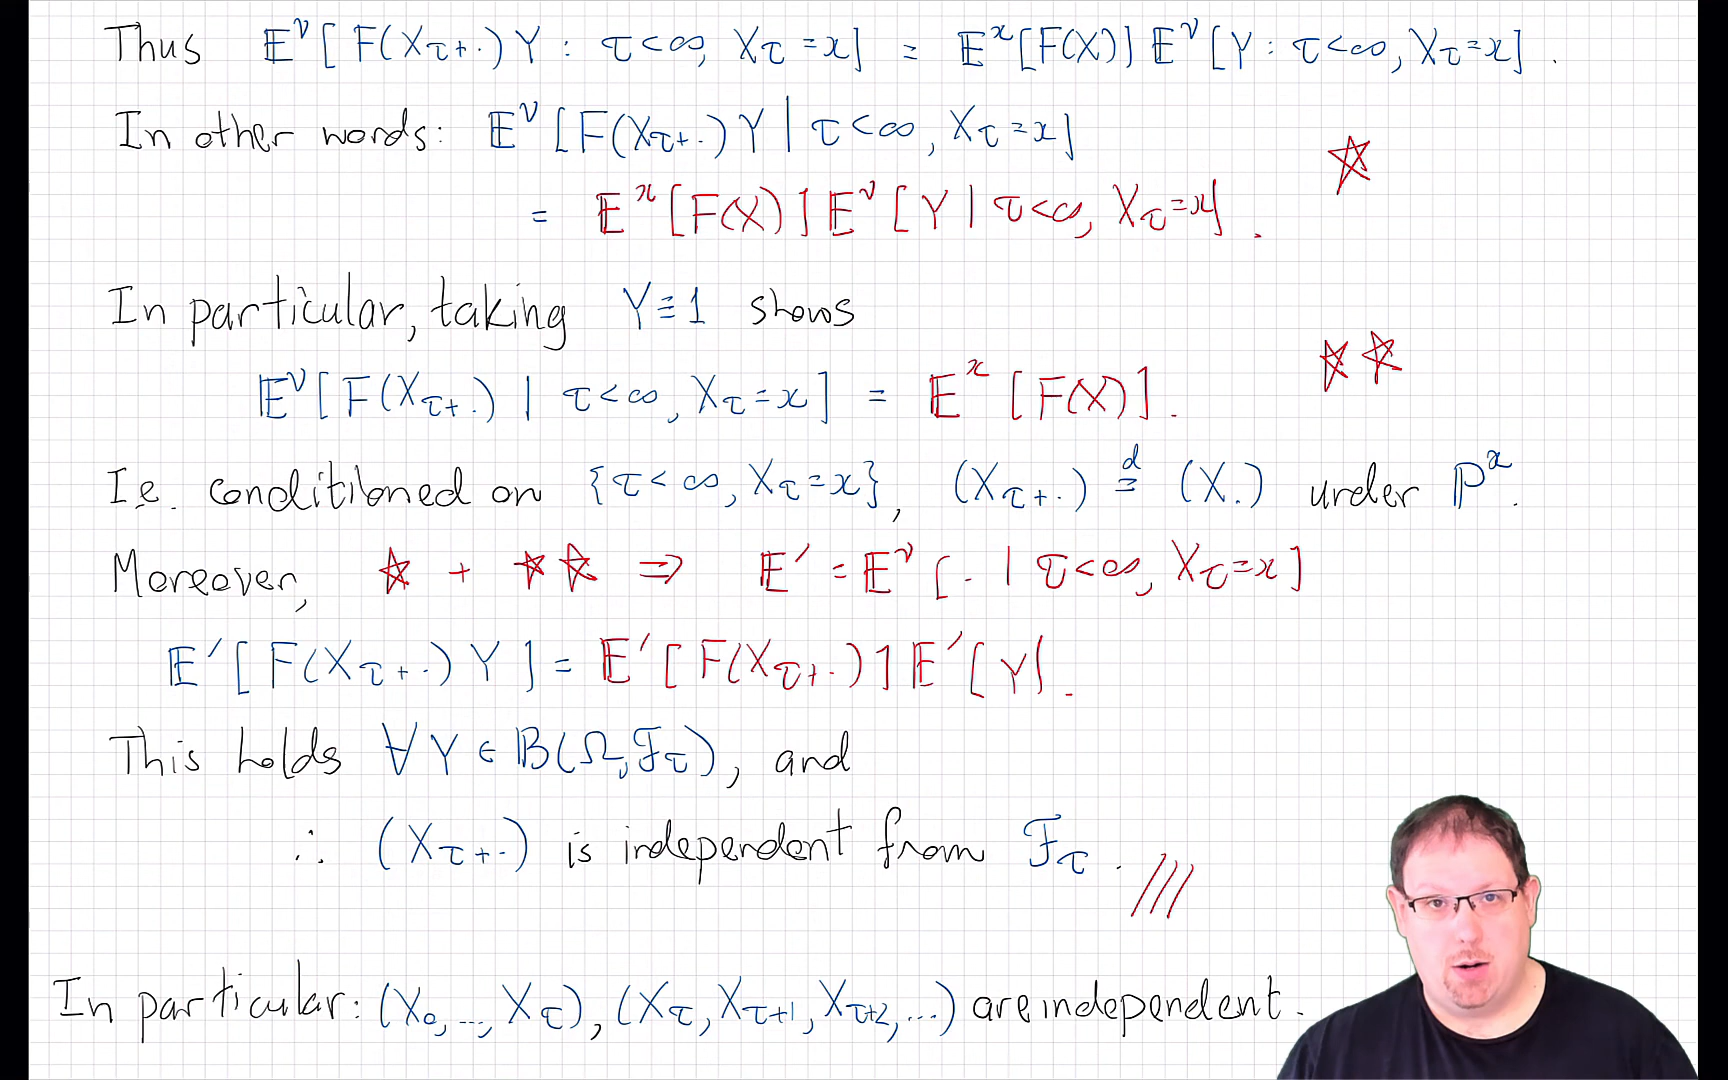 Thus 𝔼^ν[F(X_{τ+·})Y : τ<∞, X_τ=x] = 𝔼^x[F(X)] 𝔼^ν[Y : τ<∞, X_τ=x].
In other words: 𝔼^ν[F(X_{τ+·})Y | τ<∞, X_τ=x]
= 𝔼^x[F(X)] 𝔼^ν[Y | τ<∞, X_τ=x]. ☆
In particular, taking Y≡1 shows
𝔼^ν[F(X_{τ+·}) | τ<∞, X_τ=x] = 𝔼^x[F(X)]. ☆☆
I.e. conditioned on {τ<∞, X_τ=x}, (X_{τ+·}) =^d (X.) under ℙ^x.
Moreover, ☆ + ☆☆ ⇒ 𝔼′ = 𝔼^ν[· | τ<∞, X_τ=x]
𝔼′[F(X_{τ+·})Y] = 𝔼′[F(X_{τ+·})] 𝔼′[Y].
This holds ∀ Y ∈ 𝔹(Ω, ℱ_τ), and
∴ (X_{τ+·}) is independent from ℱ_τ. ///
In particular: (X_0, ..., X_τ), (X_τ, X_{τ+1}, X_{τ+2}, ...) are independent.